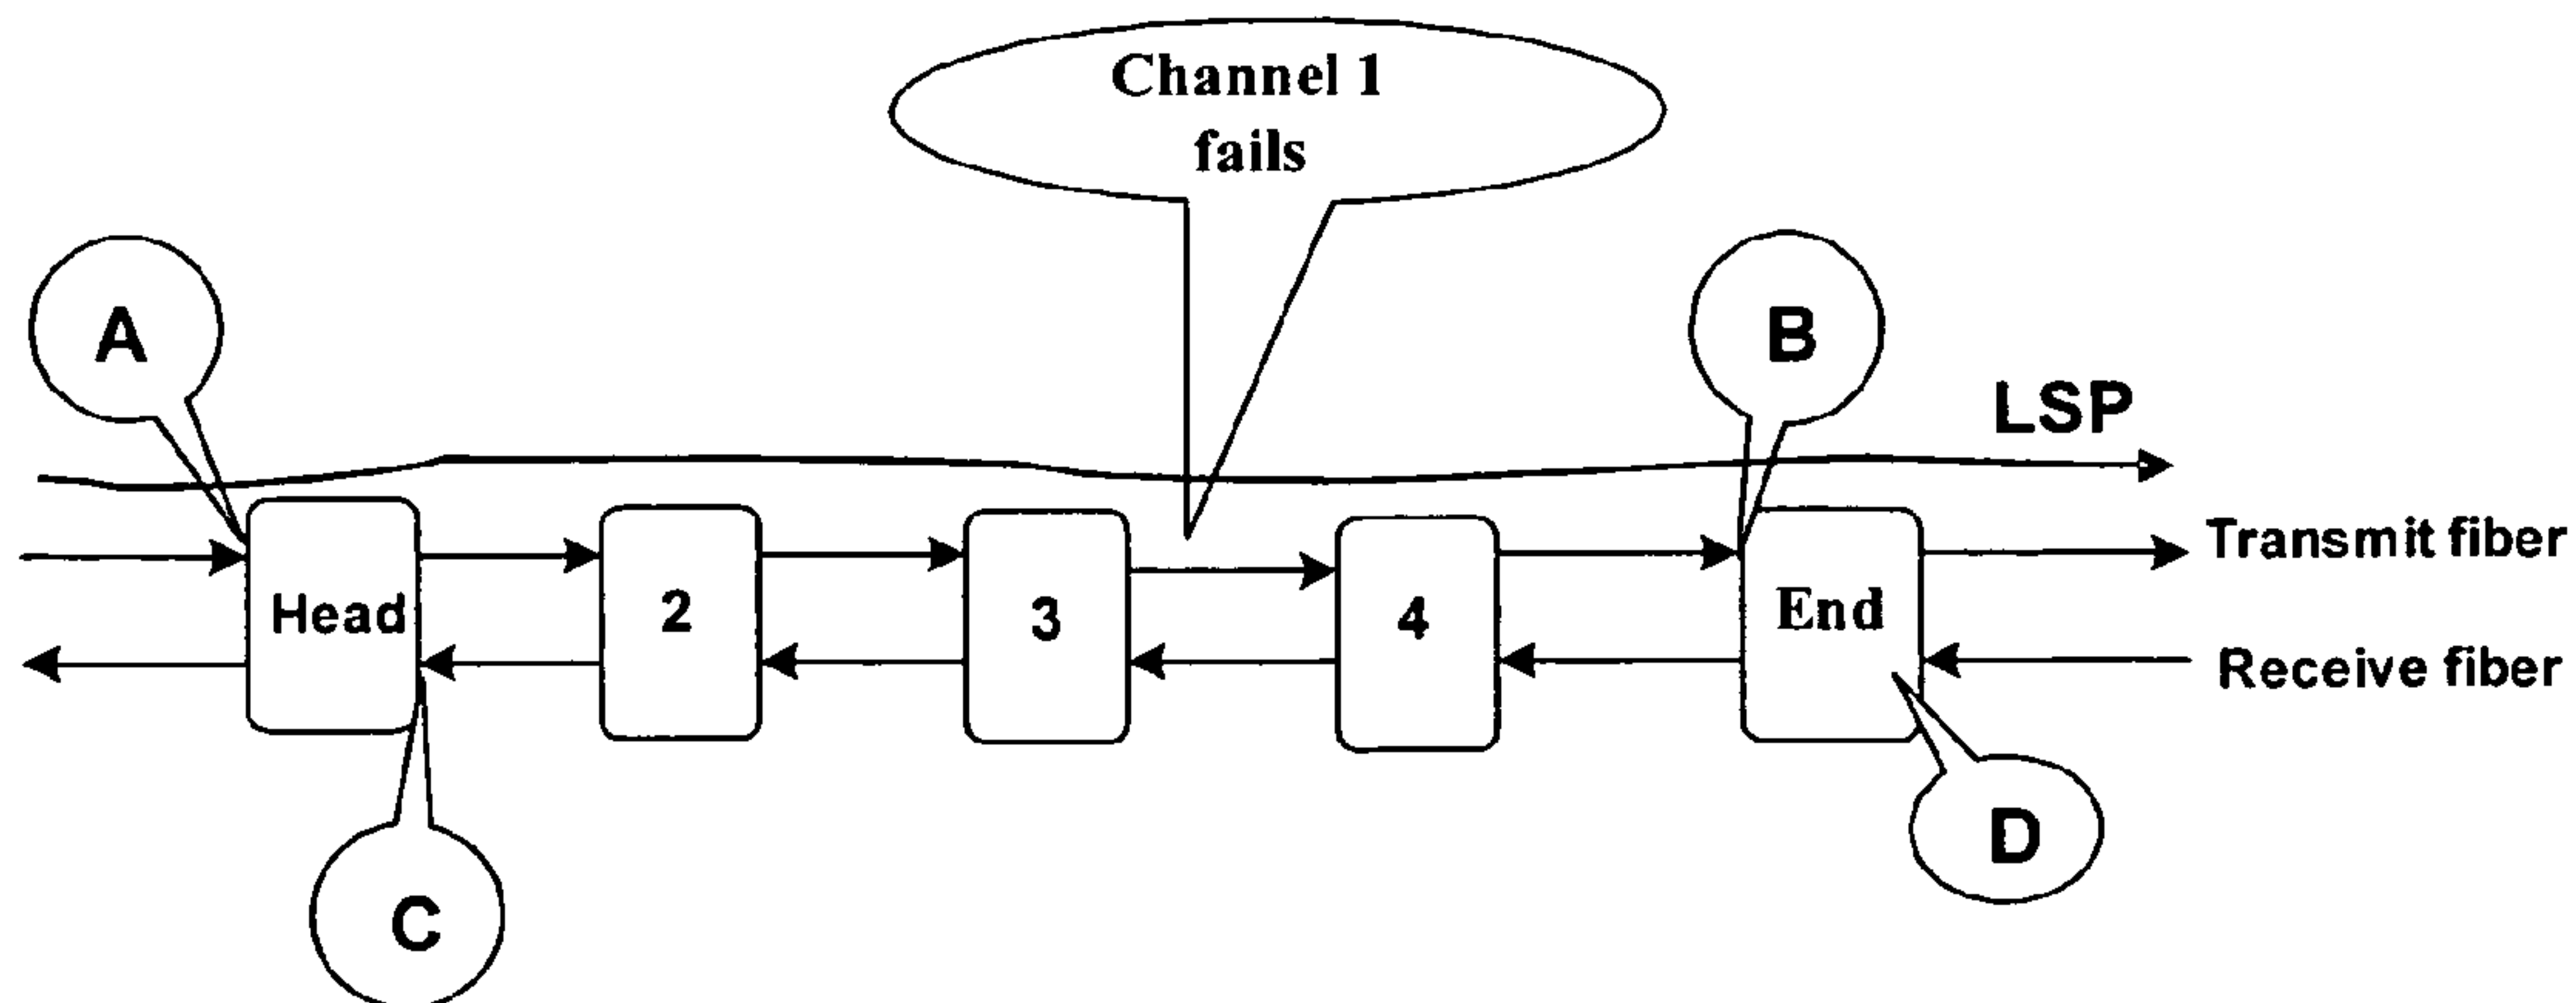 Channel 1
fails
A
B
LSP
Transmit fiber
Head
2
3
4
End
Receive fiber
C
D